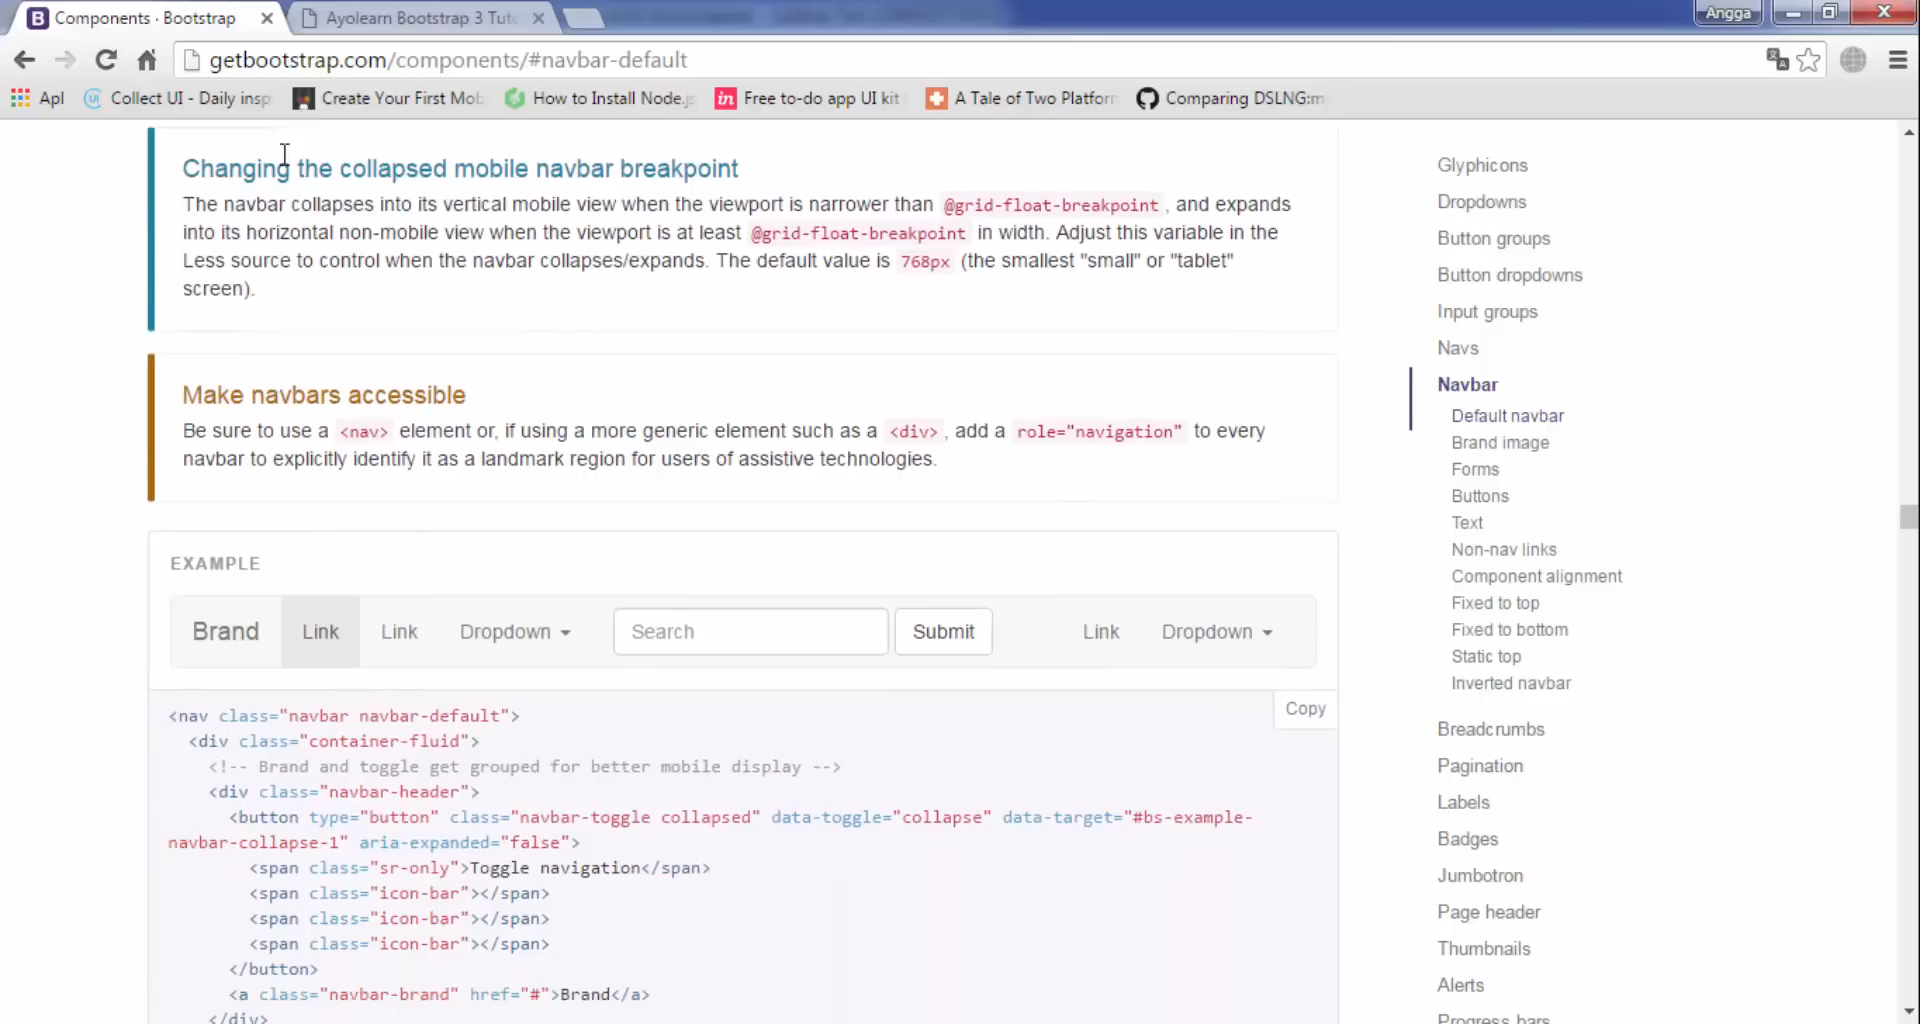 Components · Bootstrap
Ayolearn Bootstrap 3 Tut
Angga
getbootstrap.com/components/#navbar-default
Apl
Collect UI - Daily insp
Create Your First Mob
How to Install Node.j
Free to-do app UI kit
A Tale of Two Platforr
Comparing DSLNG:m
Changing the collapsed mobile navbar breakpoint
The navbar collapses into its vertical mobile view when the viewport is narrower than @grid-float-breakpoint, and expands
into its horizontal non-mobile view when the viewport is at least @grid-float-breakpoint in width. Adjust this variable in the
Less source to control when the navbar collapses/expands. The default value is 768px (the smallest "small" or "tablet"
screen).
Make navbars accessible
Be sure to use a <nav> element or, if using a more generic element such as a <div>, add a role="navigation" to every
navbar to explicitly identify it as a landmark region for users of assistive technologies.
EXAMPLE
Brand Link Link Dropdown Search Submit Link Dropdown
Copy
<nav class="navbar navbar-default">
<div class="container-fluid">
<!-- Brand and toggle get grouped for better mobile display -->
<div class="navbar-header">
<button type="button" class="navbar-toggle collapsed" data-toggle="collapse" data-target="#bs-example-
navbar-collapse-1" aria-expanded="false">
<span class="sr-only">Toggle navigation</span>
<span class="icon-bar"></span>
<span class="icon-bar"></span>
<span class="icon-bar"></span>
</button>
<a class="navbar-brand" href="#">Brand</a>
</div>
Glyphicons
Dropdowns
Button groups
Button dropdowns
Input groups
Navs
Navbar
Default navbar
Brand image
Forms
Buttons
Text
Non-nav links
Component alignment
Fixed to top
Fixed to bottom
Static top
Inverted navbar
Breadcrumbs
Pagination
Labels
Badges
Jumbotron
Page header
Thumbnails
Alerts
Progress bars